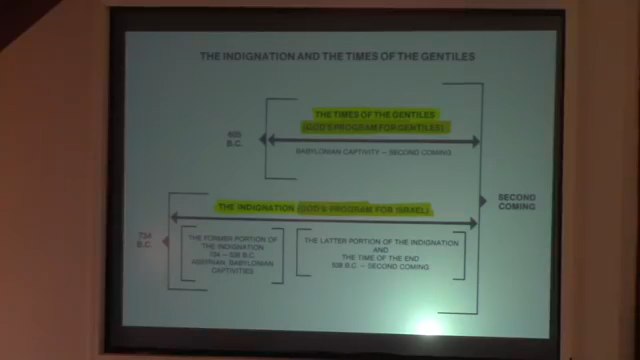 THE INDIGNATION AND THE TIMES OF THE GENTILES
THE TIMES OF THE GENTILES
(GOD'S PROGRAM FOR GENTILES)
B.C.
BABYLONIAN CAPTIVITY – SECOND COMING
THE INDIGNATION (GOD'S PROGRAM FOR ISRAEL)
SECOND
COMING
734
B.C.
THE FORMER PORTION OF
THE INDIGNATION
734 – 538 B.C.
ASSYRIAN, BABYLONIAN
CAPTIVITIES
THE LATTER PORTION OF THE INDIGNATION
AND
THE TIME OF THE END
538 B.C. – SECOND COMING